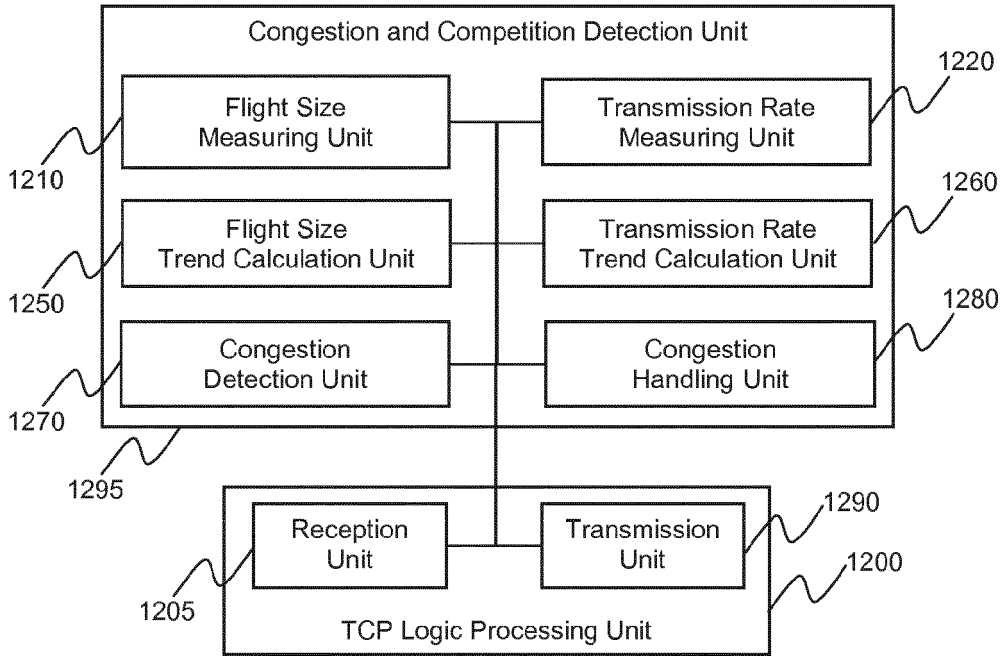 Congestion and Competition Detection Unit
1220
Flight Size
Measuring Unit
Transmission Rate
Measuring Unit
1210
1260
Flight Size
Trend Calculation Unit
Transmission Rate
Trend Calculation Unit
1250
1280
Congestion
Detection Unit
Congestion
Handling Unit
1270
1295
1290
Reception
Unit
Transmission
Unit
1200
1205
TCP Logic Processing Unit